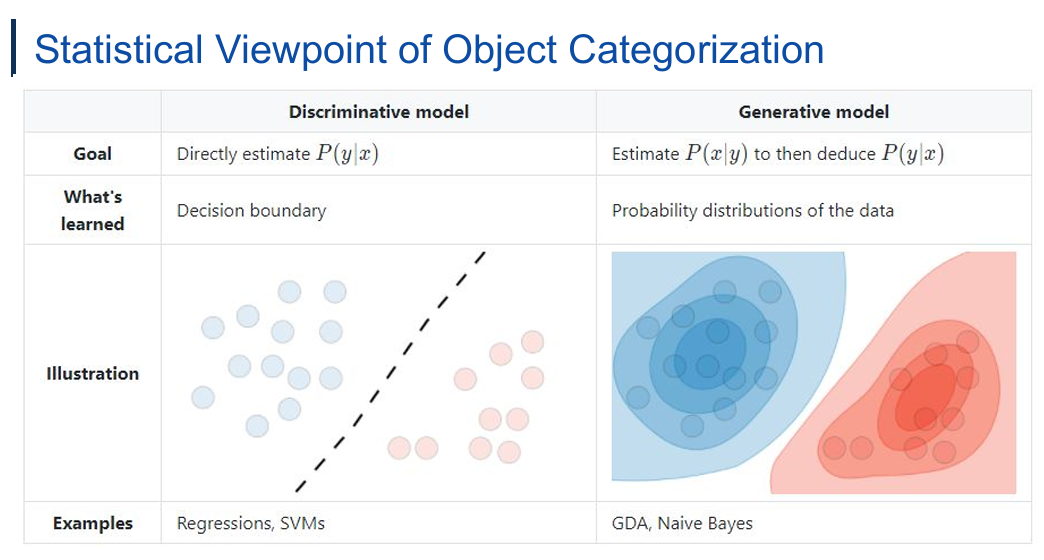 Statistical Viewpoint of Object Categorization
Discriminative model Generative model
Goal Directly estimate P(y|x) Estimate P(x|y) to then deduce P(y|x)
What's
learned Decision boundary Probability distributions of the data
Illustration
Examples Regressions, SVMs GDA, Naive Bayes